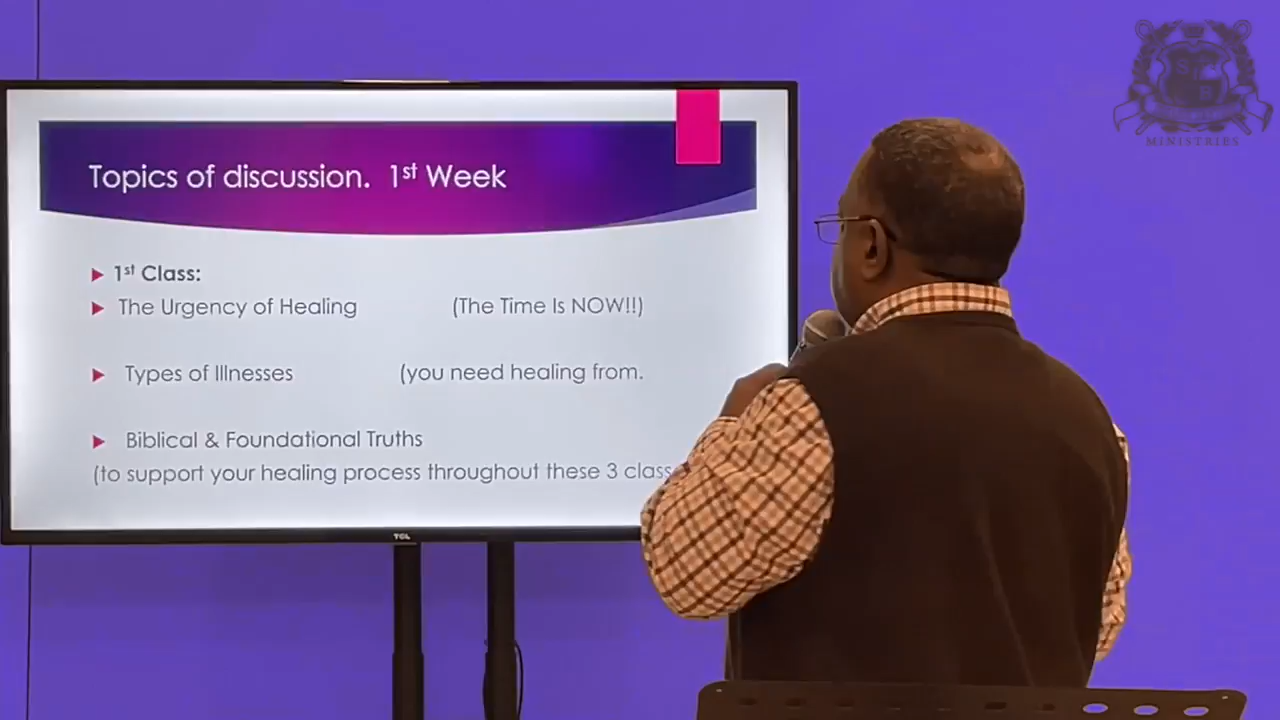 Topics of discussion. 1st Week
1st Class:
The Urgency of Healing (The Time Is NOW!!)
Types of Illnesses (you need healing from.
Biblical & Foundational Truths
(to support your healing process throughout these 3 class
TCL
MINISTRIES